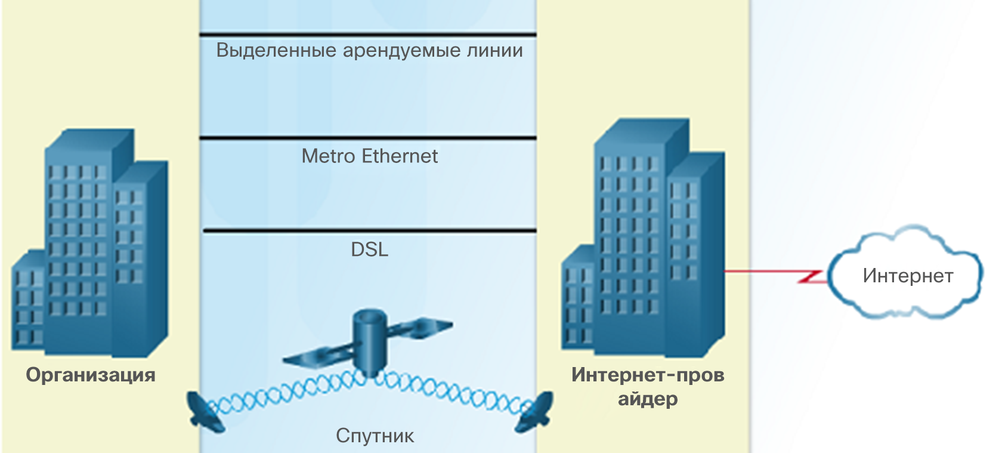 Выделенные арендуемые линии
Metro Ethernet
DSL
Интернет
Организация
Интернет-пров
айдер
Спутник